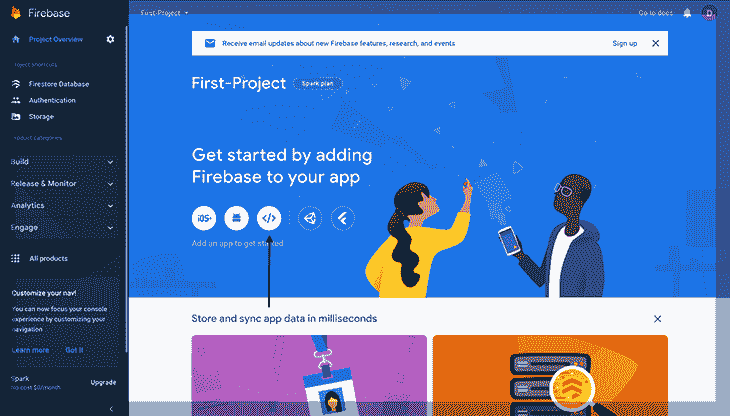 Firebase
First-Project
Go to docs
D
Project Overview
Receive email updates about new Firebase features, research, and events
Sign up
Project shortcuts
First-Project
Spark plan
Firestore Database
Authentication
Storage
Product categories
Build
Get started by adding
Firebase to your app
Release & Monitor
Analytics
iOS+
Engage
Add an app to get started
All products
Customize your nav!
You can now focus your console
experience by customizing your
navigation
Store and sync app data in milliseconds
Learn more
Got it
Spark
No-cost $0/month
Upgrade